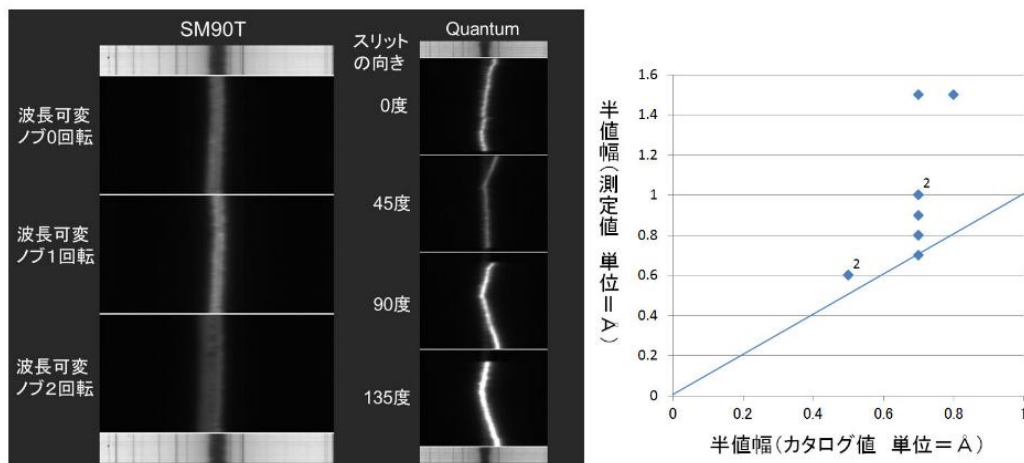 SM90T
波長可変
ノブ0回転
波長可変
ノブ1回転
波長可変
ノブ2回転
Quantum
スリット
の向き
0度
45度
90度
135度
半値幅(測定値 単位=Å)
1.6
1.4
1.2
1
0.8
0.6
0.4
0.2
0
2
2
0
0.2
0.4
0.6
0.8
1
半値幅(カタログ値 単位=Å)